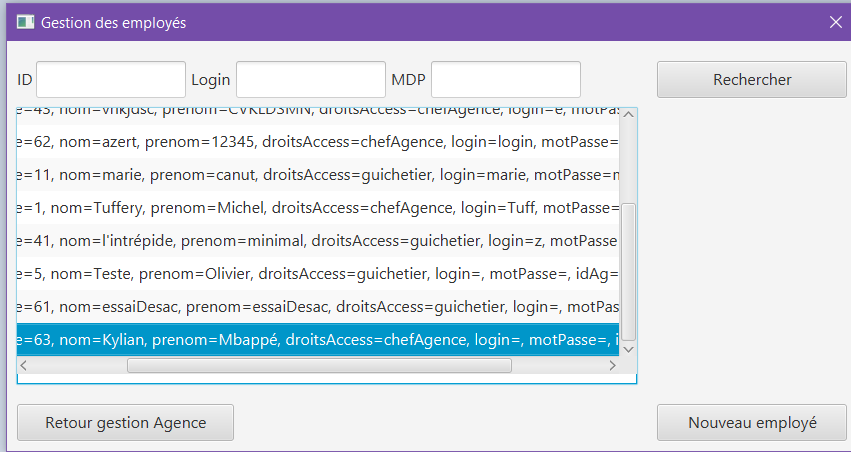 Gestion des employés
ID Login MDP Rechercher
e=43, nom=vhkjdsc, prenom=CVKLDSMN, droitsAccess=chefAgence, login=e, motPas
e=62, nom=azert, prenom=12345, droitsAccess=chefAgence, login=login, motPasse=
e=11, nom=marie, prenom=canut, droitsAccess=guichetier, login=marie, motPasse=m
e=1, nom=Tuffery, prenom=Michel, droitsAccess=chefAgence, login=Tuff, motPasse=
e=41, nom=l'intrépide, prenom=minimal, droitsAccess=guichetier, login=z, motPasse
e=5, nom=Teste, prenom=Olivier, droitsAccess=guichetier, login=, motPasse=, idAg=
e=61, nom=essaiDesac, prenom=essaiDesac, droitsAccess=guichetier, login=, motPas
e=63, nom=Kylian, prenom=Mbappé, droitsAccess=chefAgence, login=, motPasse=, i
Retour gestion Agence Nouveau employé